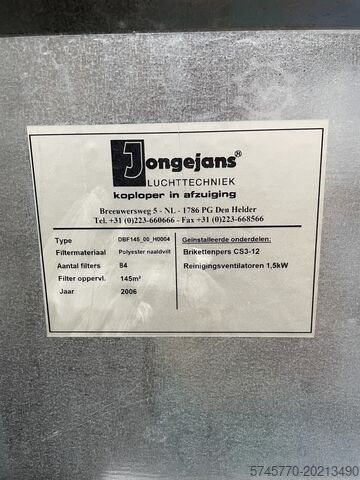 Jongejans®
LUCHTTECHNIEK
koploper in afzuiging
Breeuwersweg 5 - NL - 1786 PG Den Helder
Tel. +31 (0)223-660666 - Fax +31 (0)223-668566
Type DBF145_00_H0004 Geïnstalleerde onderdelen:
Filtermateriaal Polyester naaldvilt Brikettenpers CS3-12
Aantal filters 84 Reinigingsventilatoren 1,5kW
Filter oppervl. 145m²
Jaar 2006
5745770-20213490